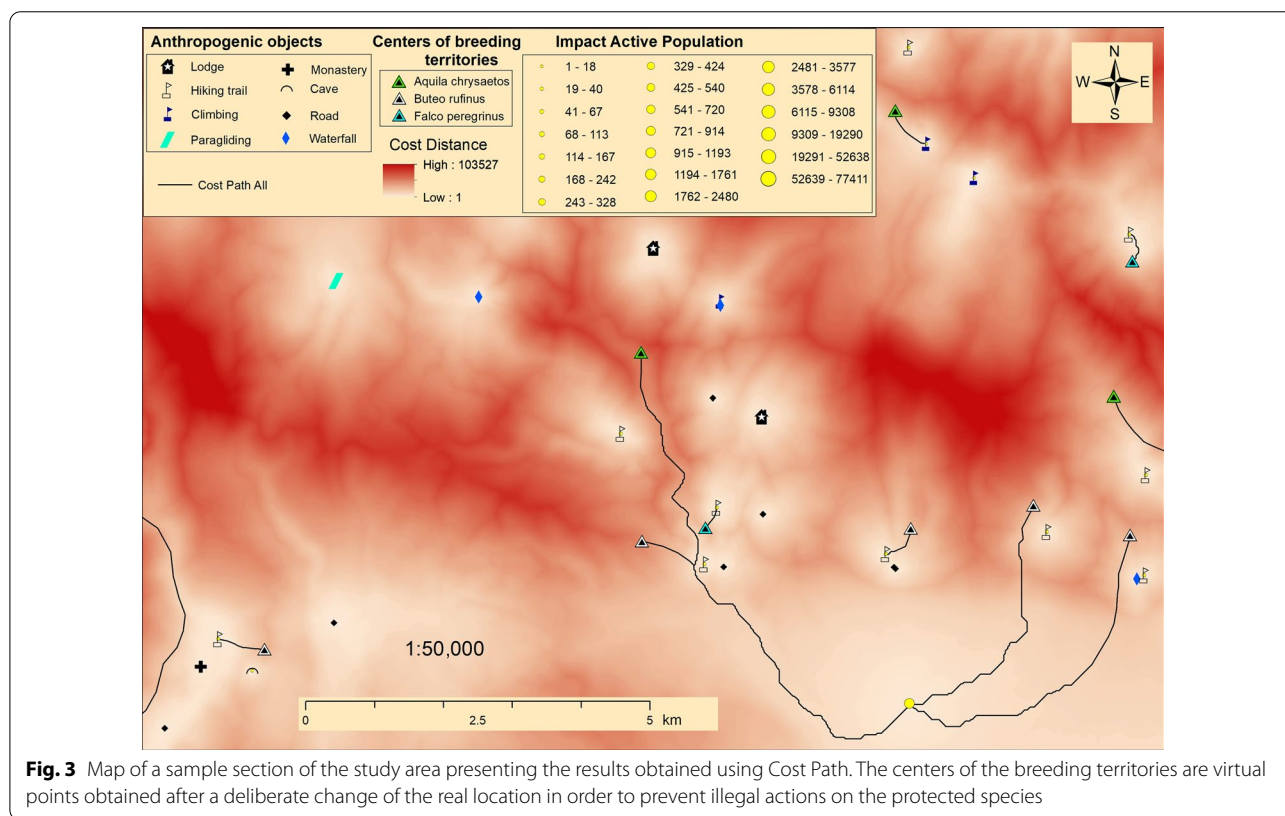 Anthropogenic objects
Lodge
Monastery
Hiking trail
Cave
Climbing
Road
Paragliding
Waterfall
Cost Path All
Centers of breeding
territories
Aquila chrysaetos
Buteo rufinus
Falco peregrinus
Cost Distance
High : 103527
Low : 1
Impact Active Population
1 - 18
19 - 40
41 - 67
68 - 113
114 - 167
168 - 242
243 - 328
329 - 424
425 - 540
541 - 720
721 - 914
915 - 1193
1194 - 1761
1762 - 2480
2481 - 3577
3578 - 6114
6115 - 9308
9309 - 19290
19291 - 52638
52639 - 77411
N
W E
S
1:50,000
0 2.5 5 km
Fig. 3 Map of a sample section of the study area presenting the results obtained using Cost Path. The centers of the breeding territories are virtual
points obtained after a deliberate change of the real location in order to prevent illegal actions on the protected species